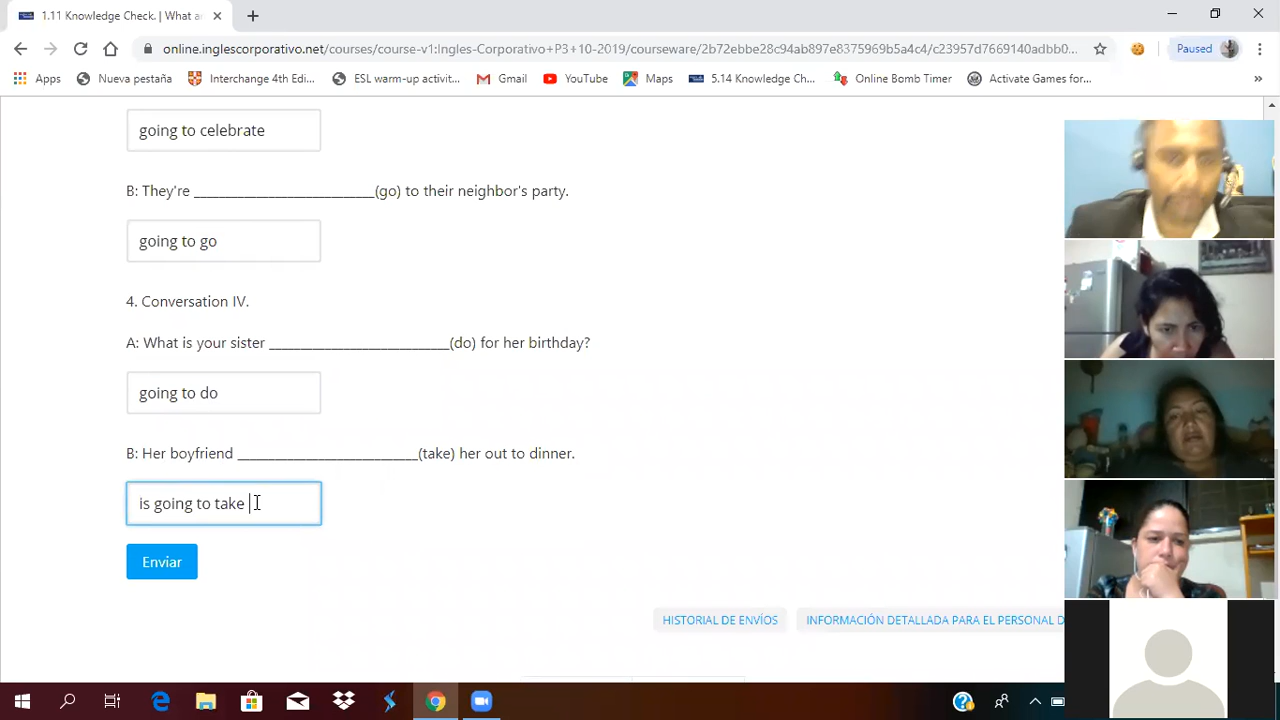 1.11 Knowledge Check. | What a
online.inglescorporativo.net/courses/course-v1:Ingles-Corporativo+P3+10-2019/courseware/2b72ebbe28c94ab897e8375969b5a4c4/c23957d7669140adbb0...
Paused
Apps
Nueva pestaña
Interchange 4th Edi...
ESL warm-up activit...
Gmail
YouTube
Maps
5.14 Knowledge Ch...
Online Bomb Timer
Activate Games for...
going to celebrate
B: They're ___________________________(go) to their neighbor's party.
going to go
4. Conversation IV.
A: What is your sister ___________________________(do) for her birthday?
going to do
B: Her boyfriend ___________________________(take) her out to dinner.
is going to take
Enviar
HISTORIAL DE ENVÍOS
INFORMACIÓN DETALLADA PARA EL PERSONAL D